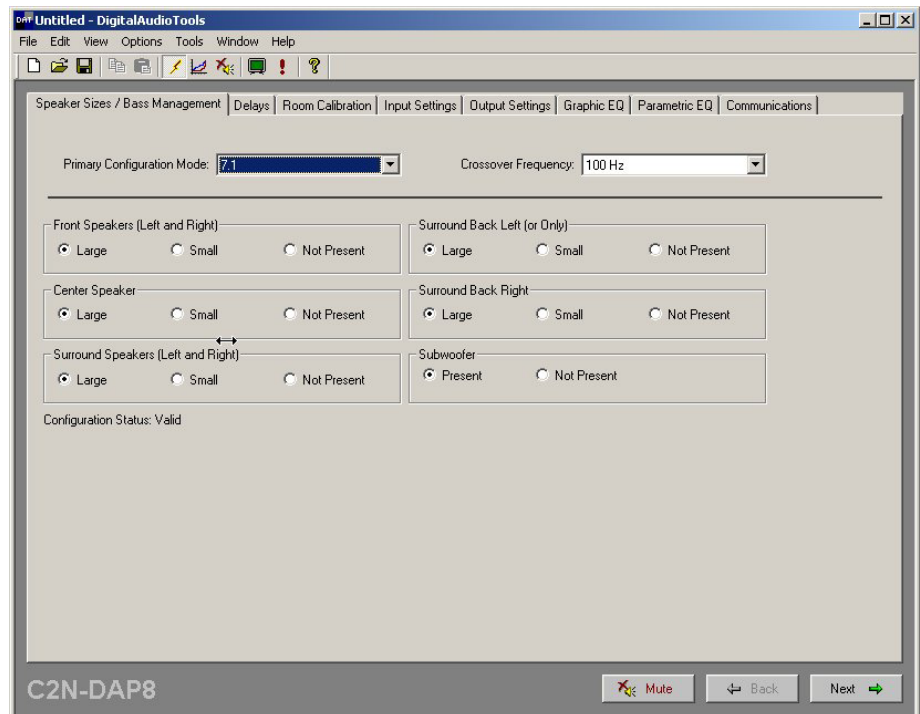 DAT Untitled - DigitalAudioTools
File Edit View Options Tools Window Help
Speaker Sizes / Bass Management Delays Room Calibration Input Settings Output Settings Graphic EQ Parametric EQ Communications
Primary Configuration Mode: 7.1 Crossover Frequency: 100 Hz
Front Speakers (Left and Right) Surround Back Left (or Only)
Large Small Not Present Large Small Not Present
Center Speaker Surround Back Right
Large Small Not Present Large Small Not Present
Surround Speakers (Left and Right) Subwoofer
Large Small Not Present Present Not Present
Configuration Status: Valid
C2N-DAP8 Mute Back Next